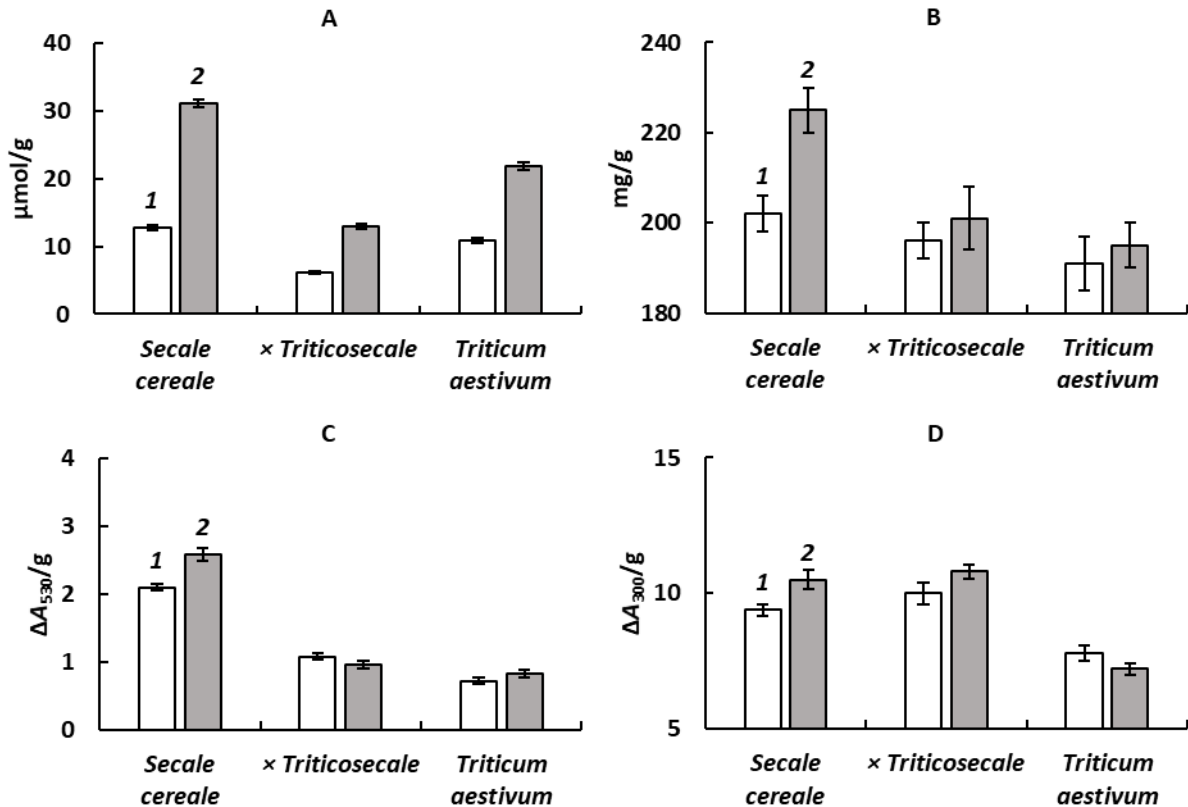 A
µmol/g
40
30
20
10
0
1
2
Secale
cereale
× Triticosecale
Triticum
aestivum
B
mg/g
240
220
200
180
1
2
Secale
cereale
× Triticosecale
Triticum
aestivum
C
ΔA530/g
4
3
2
1
0
1
2
Secale
cereale
× Triticosecale
Triticum
aestivum
D
ΔA300/g
15
10
5
1
2
Secale
cereale
× Triticosecale
Triticum
aestivum